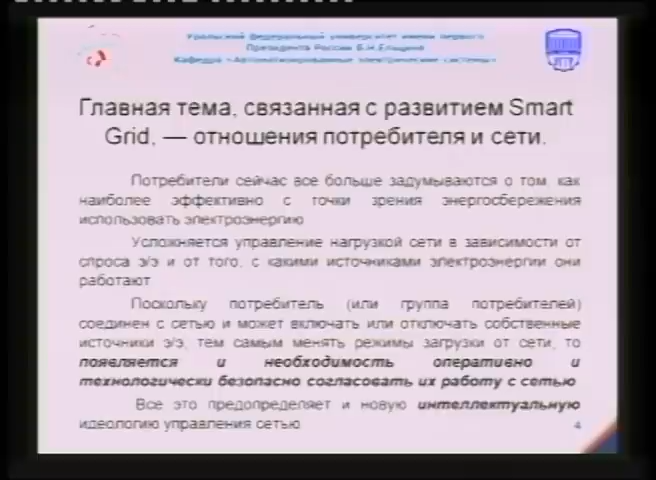 Уральский федеральный университет имени первого
Президента России Б.Н.Ельцина
Кафедра «Автоматизированные электрические системы»
Главная тема, связанная с развитием Smart
Grid, — отношения потребителя и сети.
Потребители сейчас все больше задумываются о том, как
наиболее эффективно с точки зрения энергосбережения
использовать электроэнергию
Усложняется управление нагрузкой сети в зависимости от
спроса э/э и от того, с какими источниками электроэнергии они
работают
Поскольку потребитель (или группа потребителей)
соединен с сетью и может включать или отключать собственные
источники э/э, тем самым менять режимы загрузки от сети, то
появляется и необходимость оперативно и
технологически безопасно согласовать их работу с сетью
Все это предопределяет и новую интеллектуальную
идеологию управления сетью
4